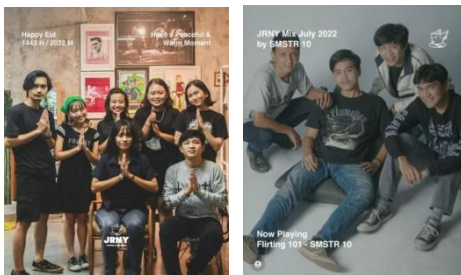 Happy Eid
1443 H / 2022 M
Have a Peaceful &
Warm Moment
JRNY
JRNY Mix July 2022
by SMSTR 10
Now Playing
Flirting 101 - SMSTR 10